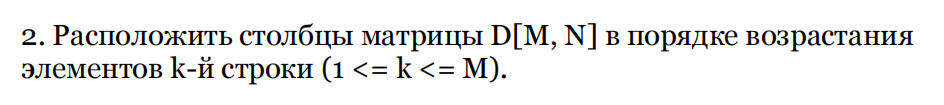 2. Расположить столбцы матрицы D[M, N] в порядке возрастания
элементов k-й строки (1 <= k <= M).